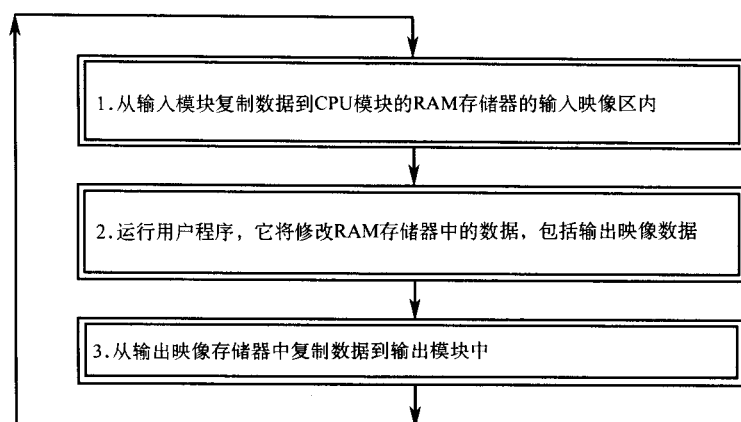 1.从输入模块复制数据到CPU模块的RAM存储器的输入映像区内
2.运行用户程序，它将修改RAM存储器中的数据，包括输出映像数据
3.从输出映像存储器中复制数据到输出模块中